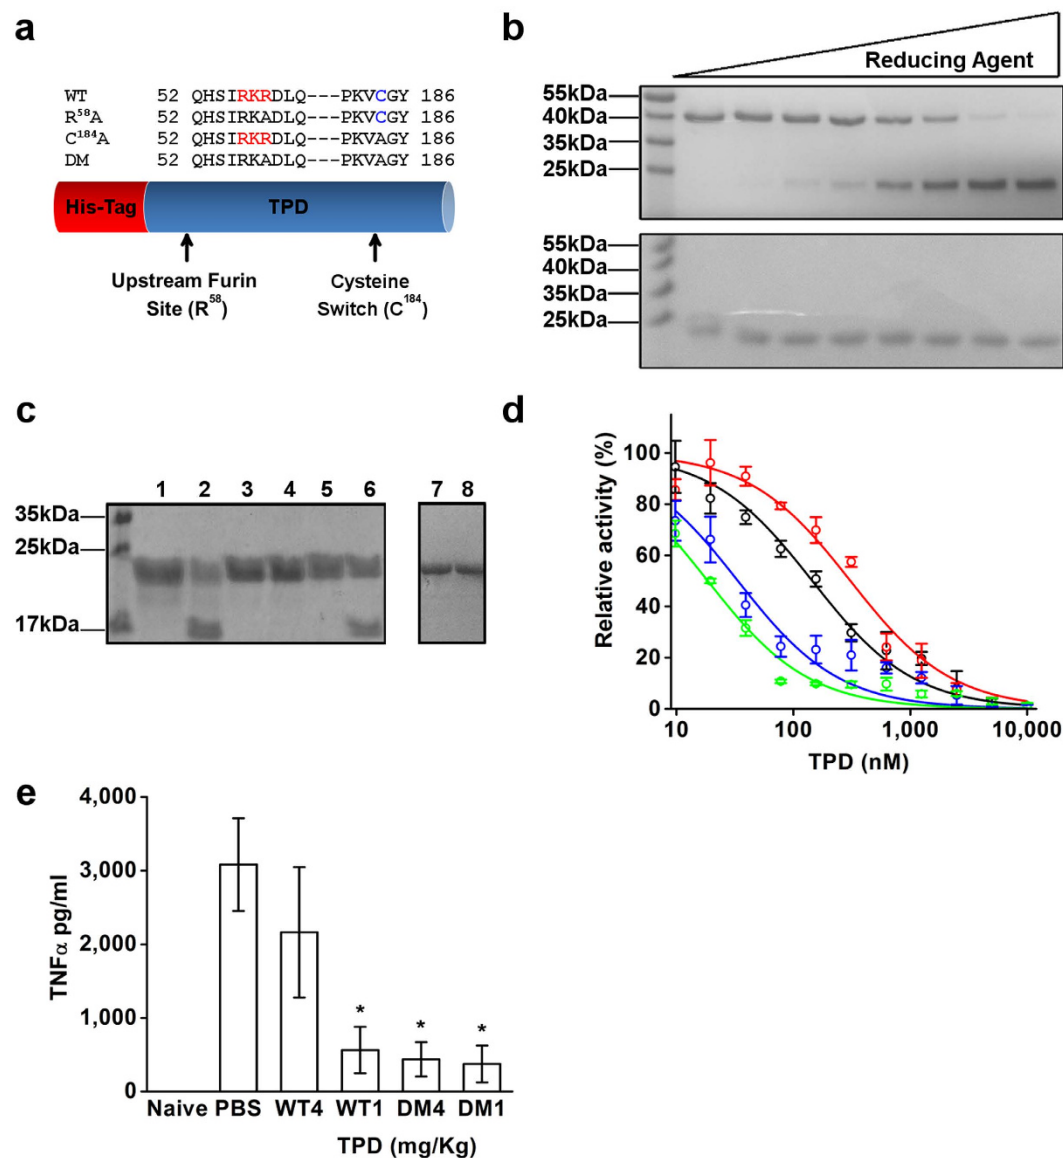 a
WT 52 QHSIRKRDLQ---PKVCGY 186
R58A 52 QHSIRKADLQ---PKVCGY 186
C184A 52 QHSIRKRDLQ---PKVAGY 186
DM 52 QHSIRKADLQ---PKVAGY 186
His-Tag TPD
Upstream Furin
Site (R58)
Cysteine
Switch (C184)
b
Reducing Agent
55kDa
40kDa
35kDa
25kDa
55kDa
40kDa
35kDa
25kDa
c
1 2 3 4 5 6 7 8
35kDa
25kDa
17kDa
d
Relative activity (%)
100
80
60
40
20
0
10 100 1,000 10,000
TPD (nM)
e
TNFα pg/ml
4,000
3,000
2,000
1,000
0
* * *
Naive PBS WT4 WT1 DM4 DM1
TPD (mg/Kg)